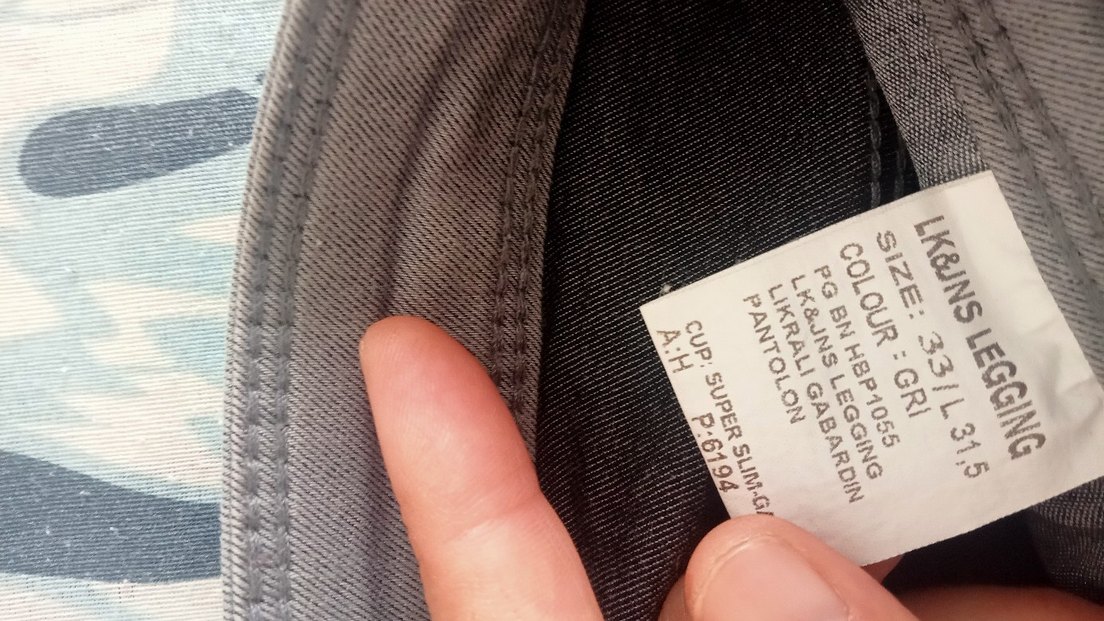 LK&JNS LEGGING
SIZE: 33 / L 31,5
COLOUR : GRİ
PG BN HBP1055
LK&JNS LEGGING
LIKRALI GABARDIN
PANTOLON
CUP: SUPER SLIM-GA
A.H P:6194